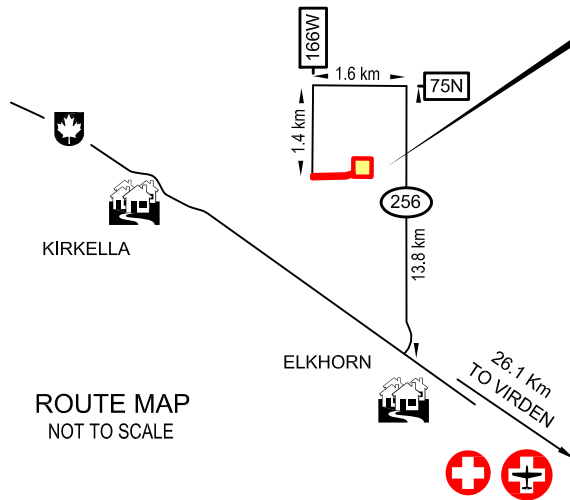 166W
1.6 km
75N
1.4 km
256
13.8 km
KIRKELLA
ELKHORN
26.1 Km
TO VIRDEN
ROUTE MAP
NOT TO SCALE